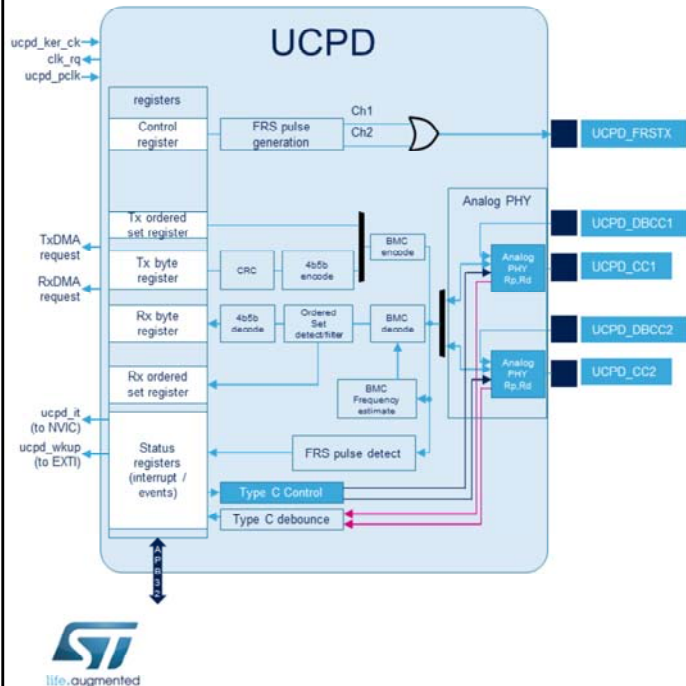 UCPD
ucpd_ker_ck
clk_rq
ucpd_pclk
registers
Control
register
FRS pulse
generation
Ch1
Ch2
UCPD_FRSTX
Analog PHY
Tx ordered
set register
BMC
encode
UCPD_DBCC1
TxDMA
request
Tx byte
register
CRC
4b5b
encode
Analog
PHY
Rp,Rd
UCPD_CC1
RxDMA
request
Rx byte
register
4b5b
decode
Ordered
Set
detect/filter
BMC
decode
UCPD_DBCC2
Rx ordered
set register
BMC
Frequency
estimate
Analog
PHY
Rp,Rd
UCPD_CC2
ucpd_it
(to NVIC)
ucpd_wkup
(to EXTI)
Status
registers
(interrupt /
events)
FRS pulse detect
Type C Control
Type C debounce
APB32
ST
life.augmented